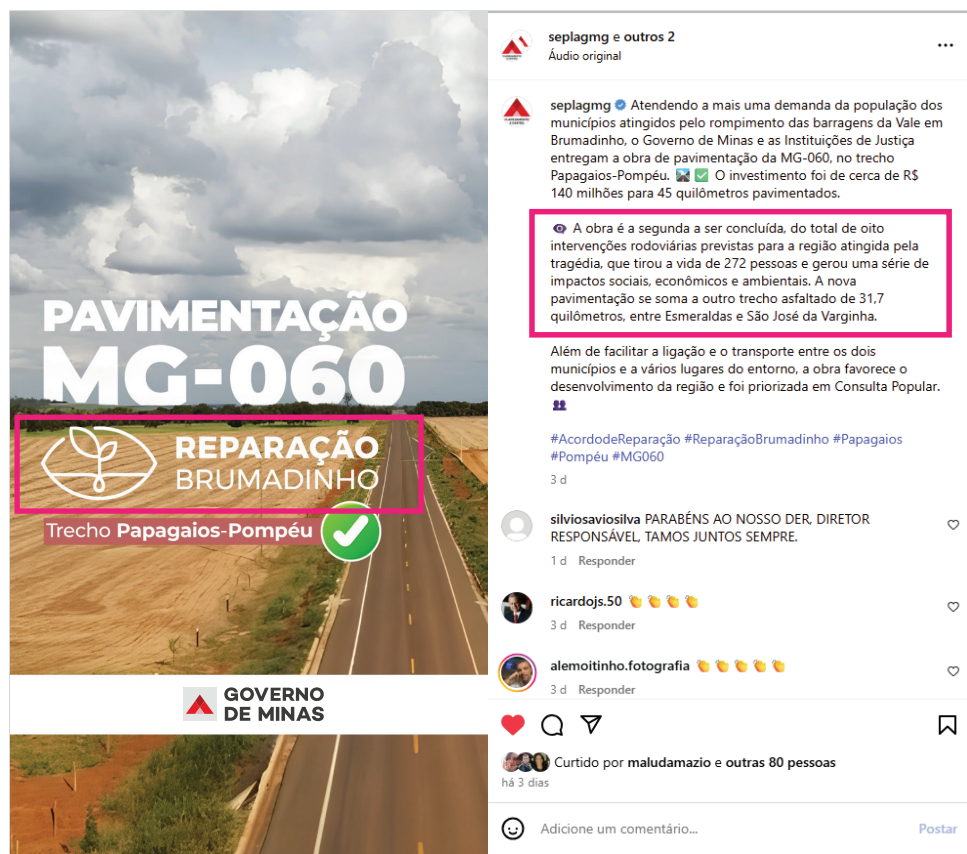 PAVIMENTAÇÃO
MG-060
REPARAÇÃO
BRUMADINHO
Trecho Papagaios-Pompéu
GOVERNO
DE MINAS
seplagmg e outros 2
Áudio original
seplagmg Atendendo a mais uma demanda da população dos
municípios atingidos pelo rompimento das barragens da Vale em
Brumadinho, o Governo de Minas e as Instituições de Justiça
entregam a obra de pavimentação da MG-060, no trecho
Papagaios-Pompéu. 🛣️ ✅ O investimento foi de cerca de R$
140 milhões para 45 quilômetros pavimentados.
👁️‍🗨️ A obra é a segunda a ser concluída, do total de oito
intervenções rodoviárias previstas para a região atingida pela
tragédia, que tirou a vida de 272 pessoas e gerou uma série de
impactos sociais, econômicos e ambientais. A nova
pavimentação se soma a outro trecho asfaltado de 31,7
quilômetros, entre Esmeraldas e São José da Varginha.
Além de facilitar a ligação e o transporte entre os dois
municípios e a vários lugares do entorno, a obra favorece o
desenvolvimento da região e foi priorizada em Consulta Popular.
👥
#AcordodeReparação #ReparaçãoBrumadinho #Papagaios
#Pompéu #MG060
3 d
silviosaviosilva PARABÉNS AO NOSSO DER, DIRETOR
RESPONSÁVEL, TAMOS JUNTOS SEMPRE.
1 d Responder
ricardojs.50 👏 👏 👏 👏
3 d Responder
alemoitinho.fotografia 👏 👏 👏 👏 👏
3 d Responder
Curtido por maludamazio e outras 80 pessoas
há 3 dias
Adicione um comentário...
Postar